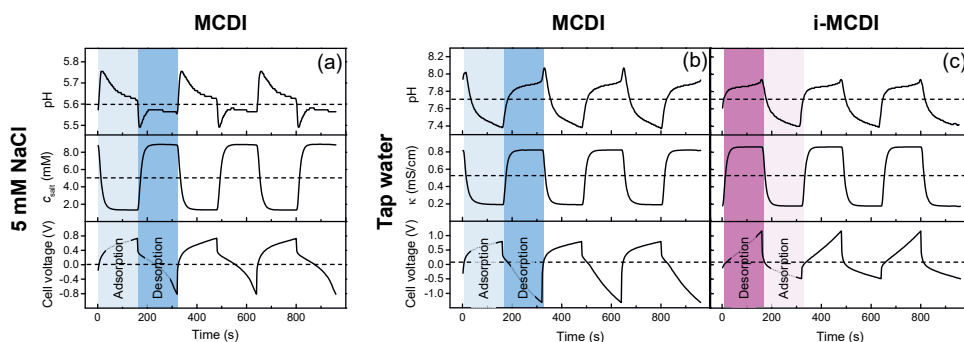 MCDI
MCDI
i-MCDI
5 mM NaCl
(a)
pH
5.8
5.7
5.6
5.5
c_salt (mM)
8.0
6.0
4.0
2.0
Cell voltage (V)
0.8
0.4
0.0
-0.4
-0.8
Adsorption
Desorption
0 200 400 600 800
Time (s)
Tap water
(b)
pH
8.0
7.8
7.6
7.4
κ (mS/cm)
0.8
0.6
0.4
0.2
Cell voltage (V)
1.0
0.5
0.0
-0.5
-1.0
Adsorption
Desorption
0 200 400 600 800
Time (s)
(c)
Desorption
Adsorption
0 200 400 600 800
Time (s)